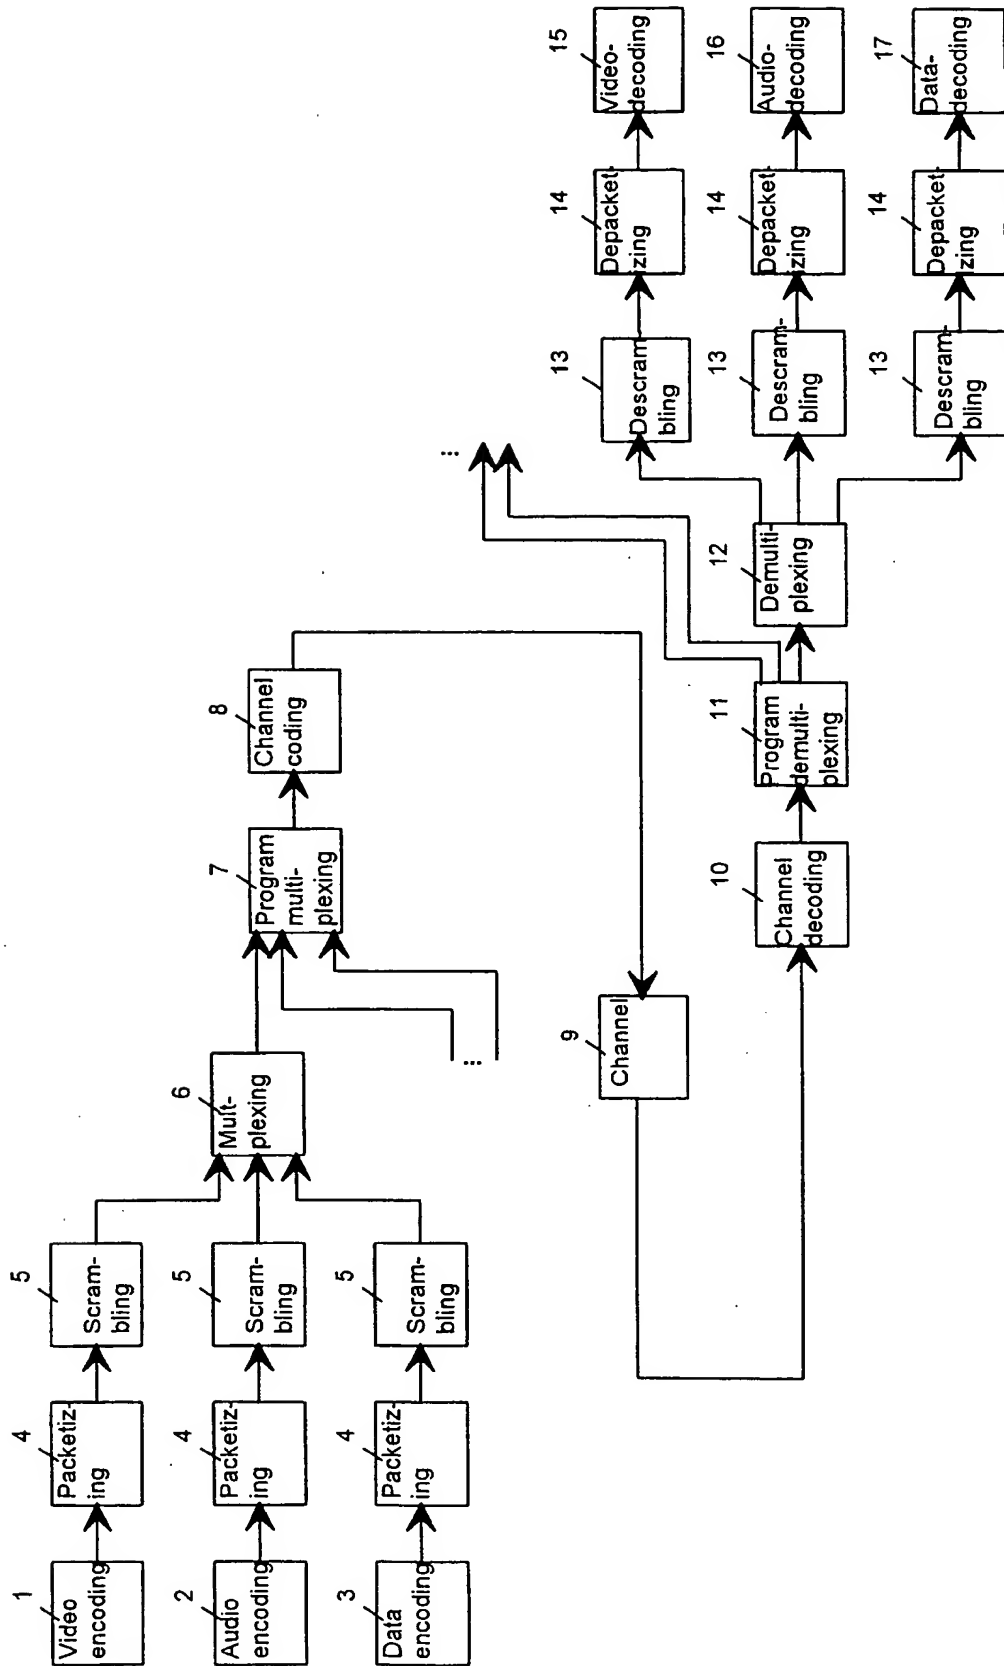 1
Video
encoding
4
Packetiz-
ing
5
Scram-
bling
2
Audio
encoding
4
Packetiz-
ing
5
Scram-
bling
3
Data
encoding
4
Packetiz-
ing
5
Scram-
bling
6
Mult-
plexing
...
7
Program
multi-
plexing
8
Channel
coding
9
Channel
10
Channel
decoding
11
Program
demulti-
plexing
...
12
Demulti-
plexing
13
Descram-
bling
14
Depacket-
izing
15
Video-
decoding
13
Descram-
bling
14
Depacket-
izing
16
Audio-
decoding
13
Descram-
bling
14
Depacket-
izing
17
Data-
decoding